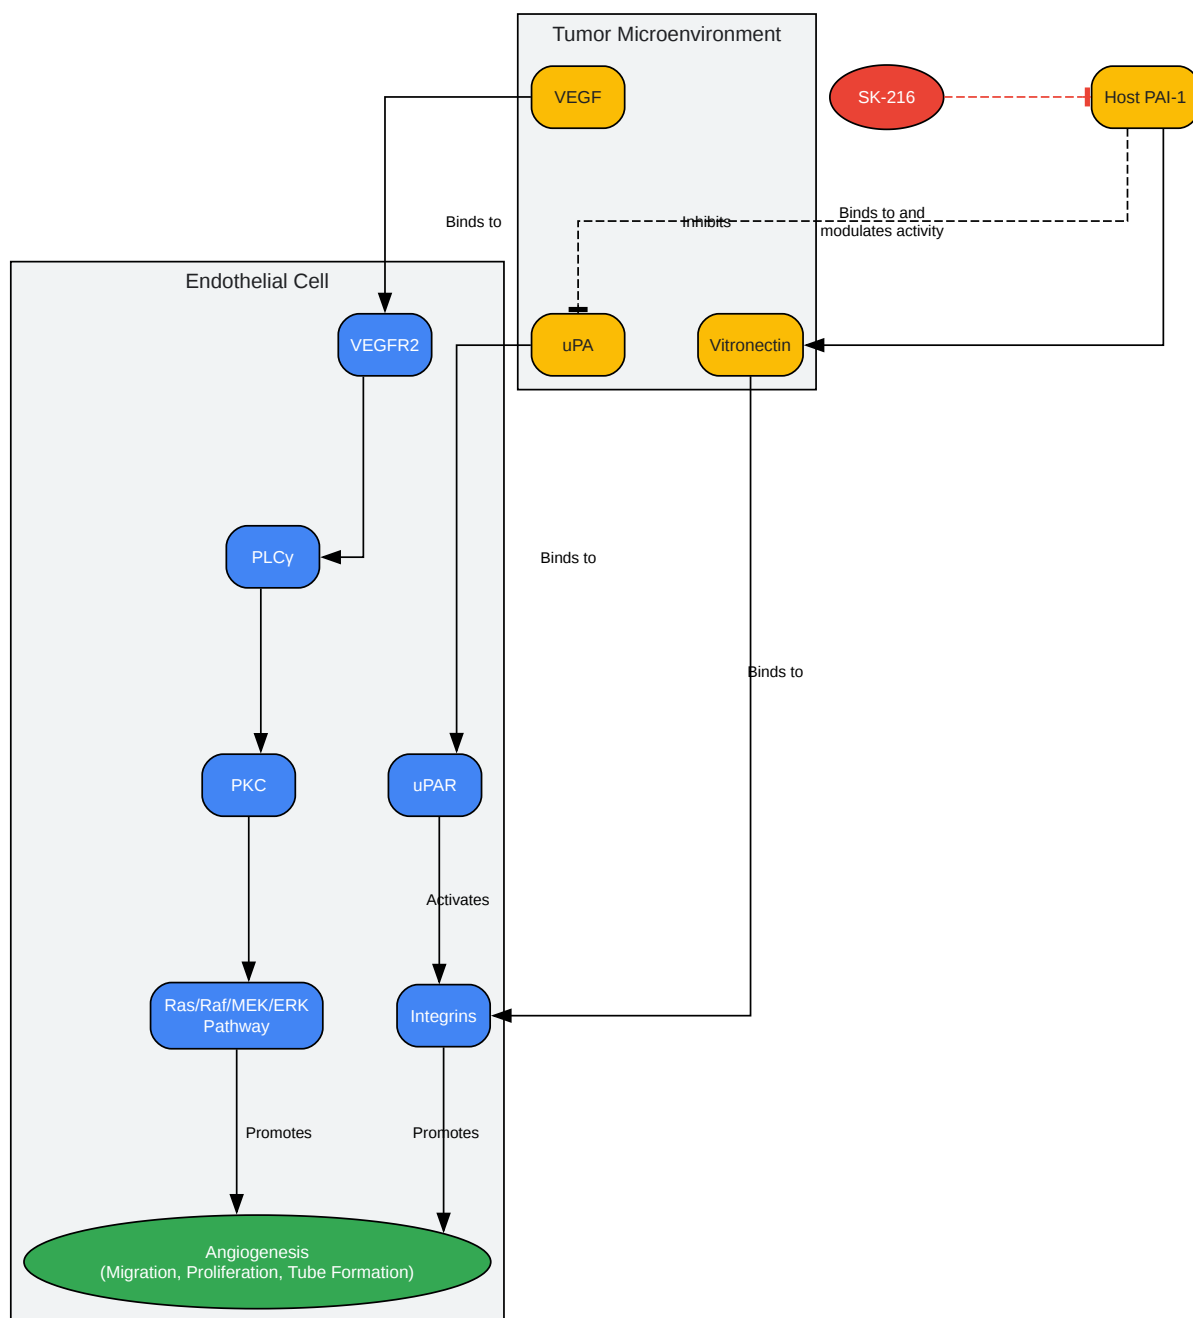 Tumor Microenvironment
VEGF
SK-216
Host PAI-1
Binds to
Inhibits
Binds to and
modulates activity
Endothelial Cell
VEGFR2
uPA
Vitronectin
PLCγ
Binds to
Binds to
PKC
uPAR
Activates
Ras/Raf/MEK/ERK
Pathway
Integrins
Promotes
Promotes
Angiogenesis
(Migration, Proliferation, Tube Formation)